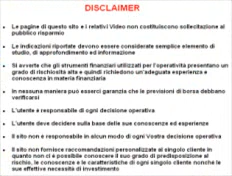 DISCLAIMER
Le pagine di questo sito e i relativi Video non costituiscono sollecitazione al
pubblico risparmio
Le indicazioni riportate devono essere considerate semplice elemento di
studio, di approfondimento ed informazione
Si avverte che gli strumenti finanziari utilizzati per l'operatività presentano un
grado di rischiosità alta e quindi richiedono un'adeguata esperienza e
conoscenza in materia finanziaria
In nessuna maniera può esserci garanzia che le previsioni di borsa debbano
verificarsi
L'utente è responsabile di ogni decisione operativa
L'utente deve decidere sulla base delle sue conoscenze ed esperienze
Il sito non è responsabile in alcun modo di ogni Vostra decisione operativa
Il sito non fornisce raccomandazioni personalizzate al singolo cliente in
quanto non ci è possibile conoscere il suo grado di predisposizione al
rischio, le conoscenze e le caratteristiche di ogni singolo cliente nonché le
sue effettive necessità di investimento